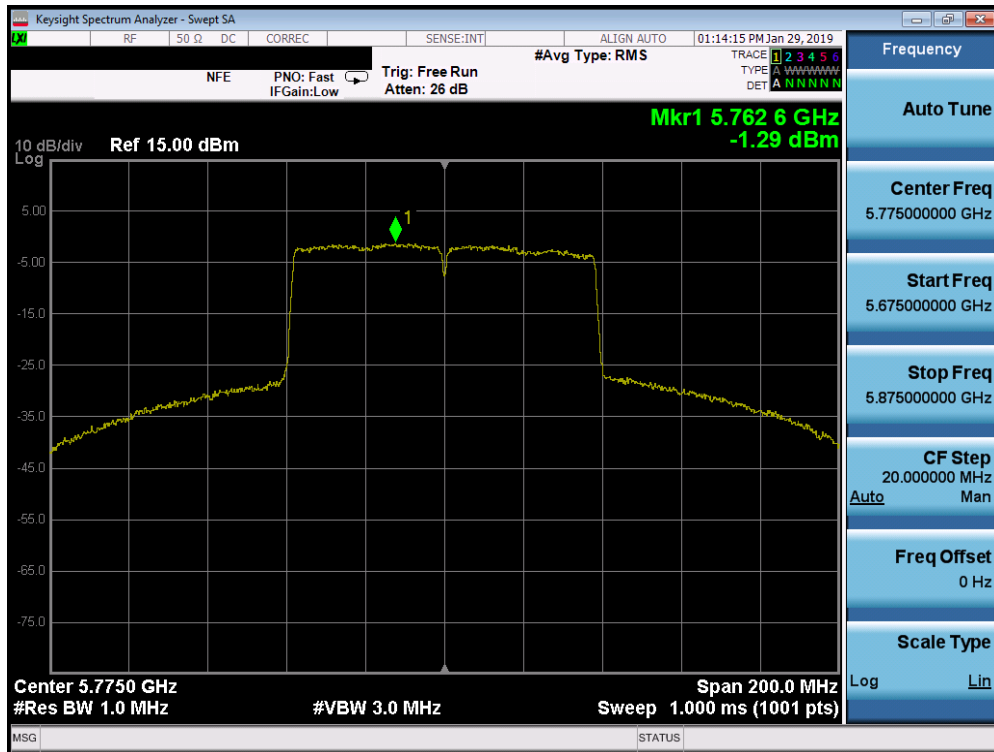 Keysight Spectrum Analyzer - Swept SA
LXI RF 50 Ω DC CORREC SENSE:INT ALIGN AUTO 01:14:15 PM Jan 29, 2019
NFE PNO: Fast IFGain:Low Trig: Free Run Atten: 26 dB #Avg Type: RMS
TRACE 1 2 3 4 5 6
TYPE A WWWWW
DET A N N N N N
Mkr1 5.762 6 GHz
-1.29 dBm
10 dB/div Ref 15.00 dBm
Log
1
5.00
-5.00
-15.0
-25.0
-35.0
-45.0
-55.0
-65.0
-75.0
Center 5.7750 GHz Span 200.0 MHz
#Res BW 1.0 MHz #VBW 3.0 MHz Sweep 1.000 ms (1001 pts)
MSG STATUS
Frequency
Auto Tune
Center Freq
5.775000000 GHz
Start Freq
5.675000000 GHz
Stop Freq
5.875000000 GHz
CF Step
20.000000 MHz
Auto Man
Freq Offset
0 Hz
Scale Type
Log Lin